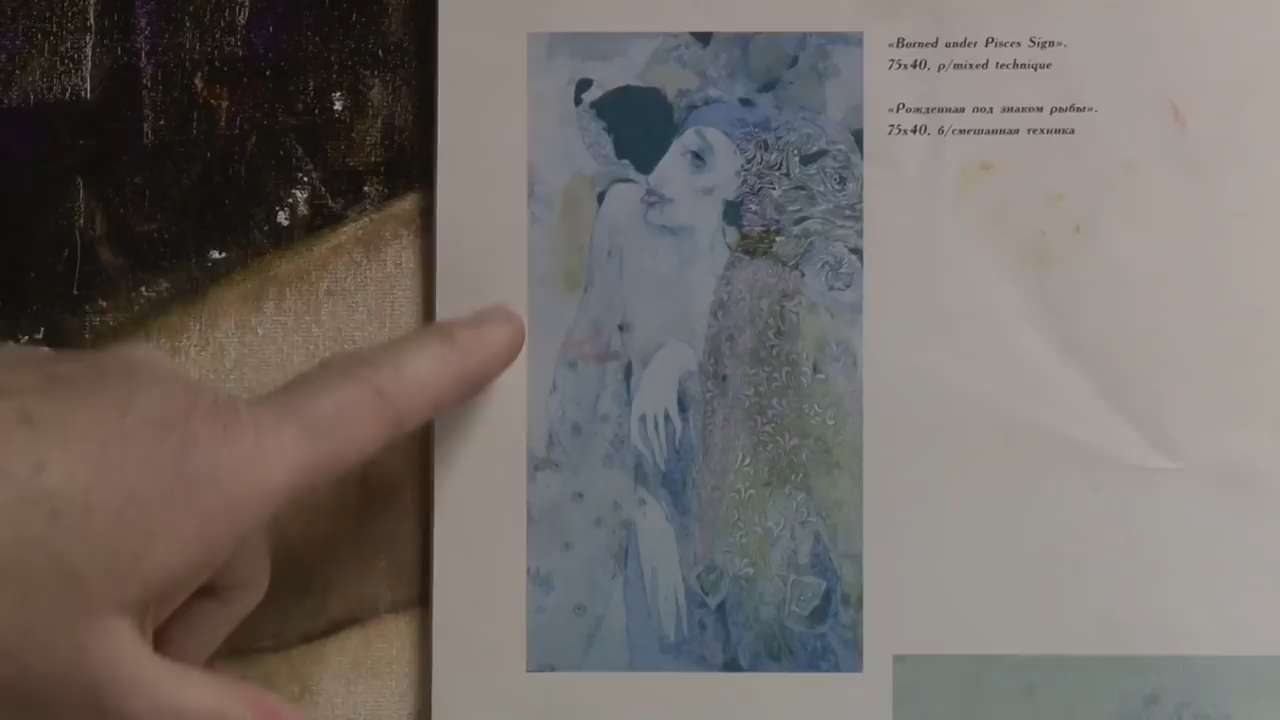 «Borned under Pisces Sign».
75x40, p/mixed technique
«Рожденная под знаком рыбы».
75x40, б/смешанная техника